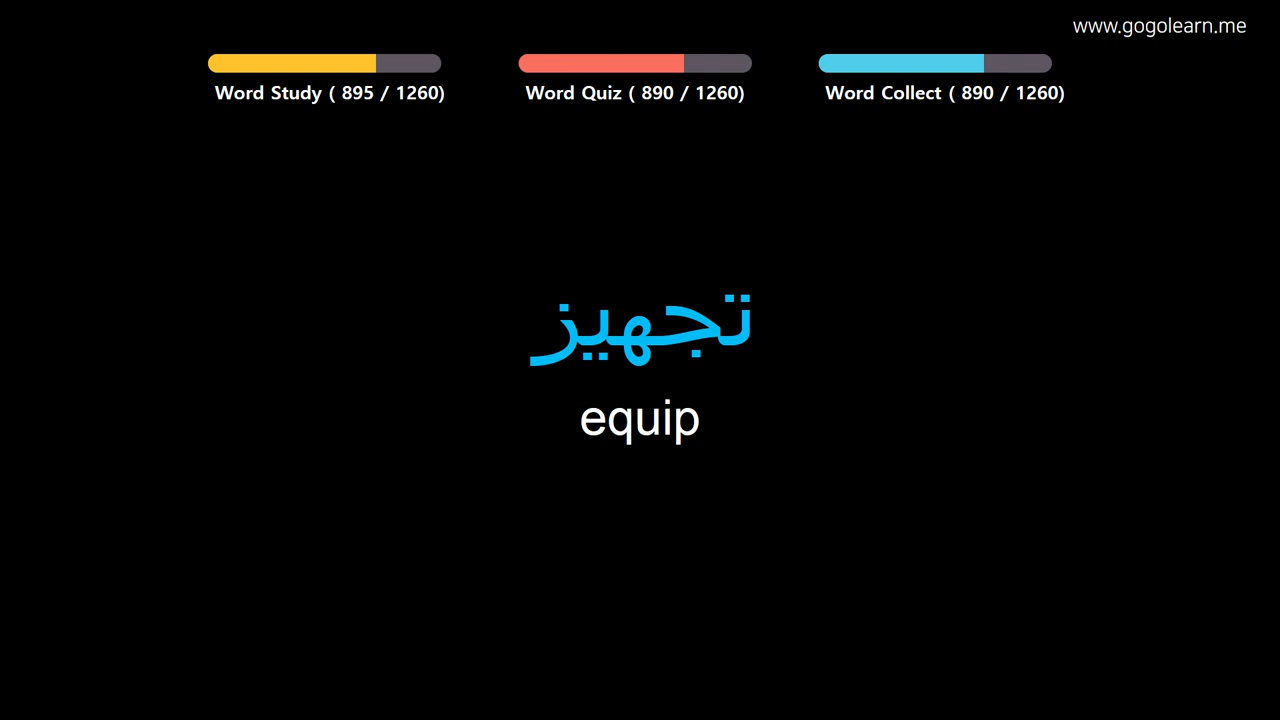 www.gogolearn.me
Word Study ( 895 / 1260)
Word Quiz ( 890 / 1260)
Word Collect ( 890 / 1260)
تجهيز
equip